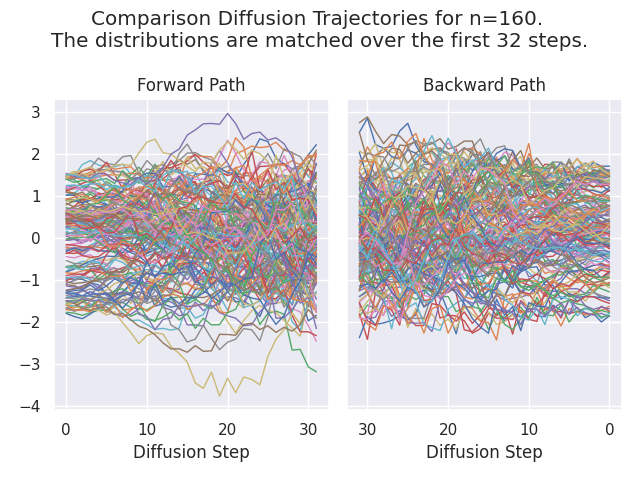 Comparison Diffusion Trajectories for n=160.
The distributions are matched over the first 32 steps.
Forward Path
Backward Path
3
2
1
0
−1
−2
−3
−4
0 10 20 30
30 20 10 0
Diffusion Step
Diffusion Step